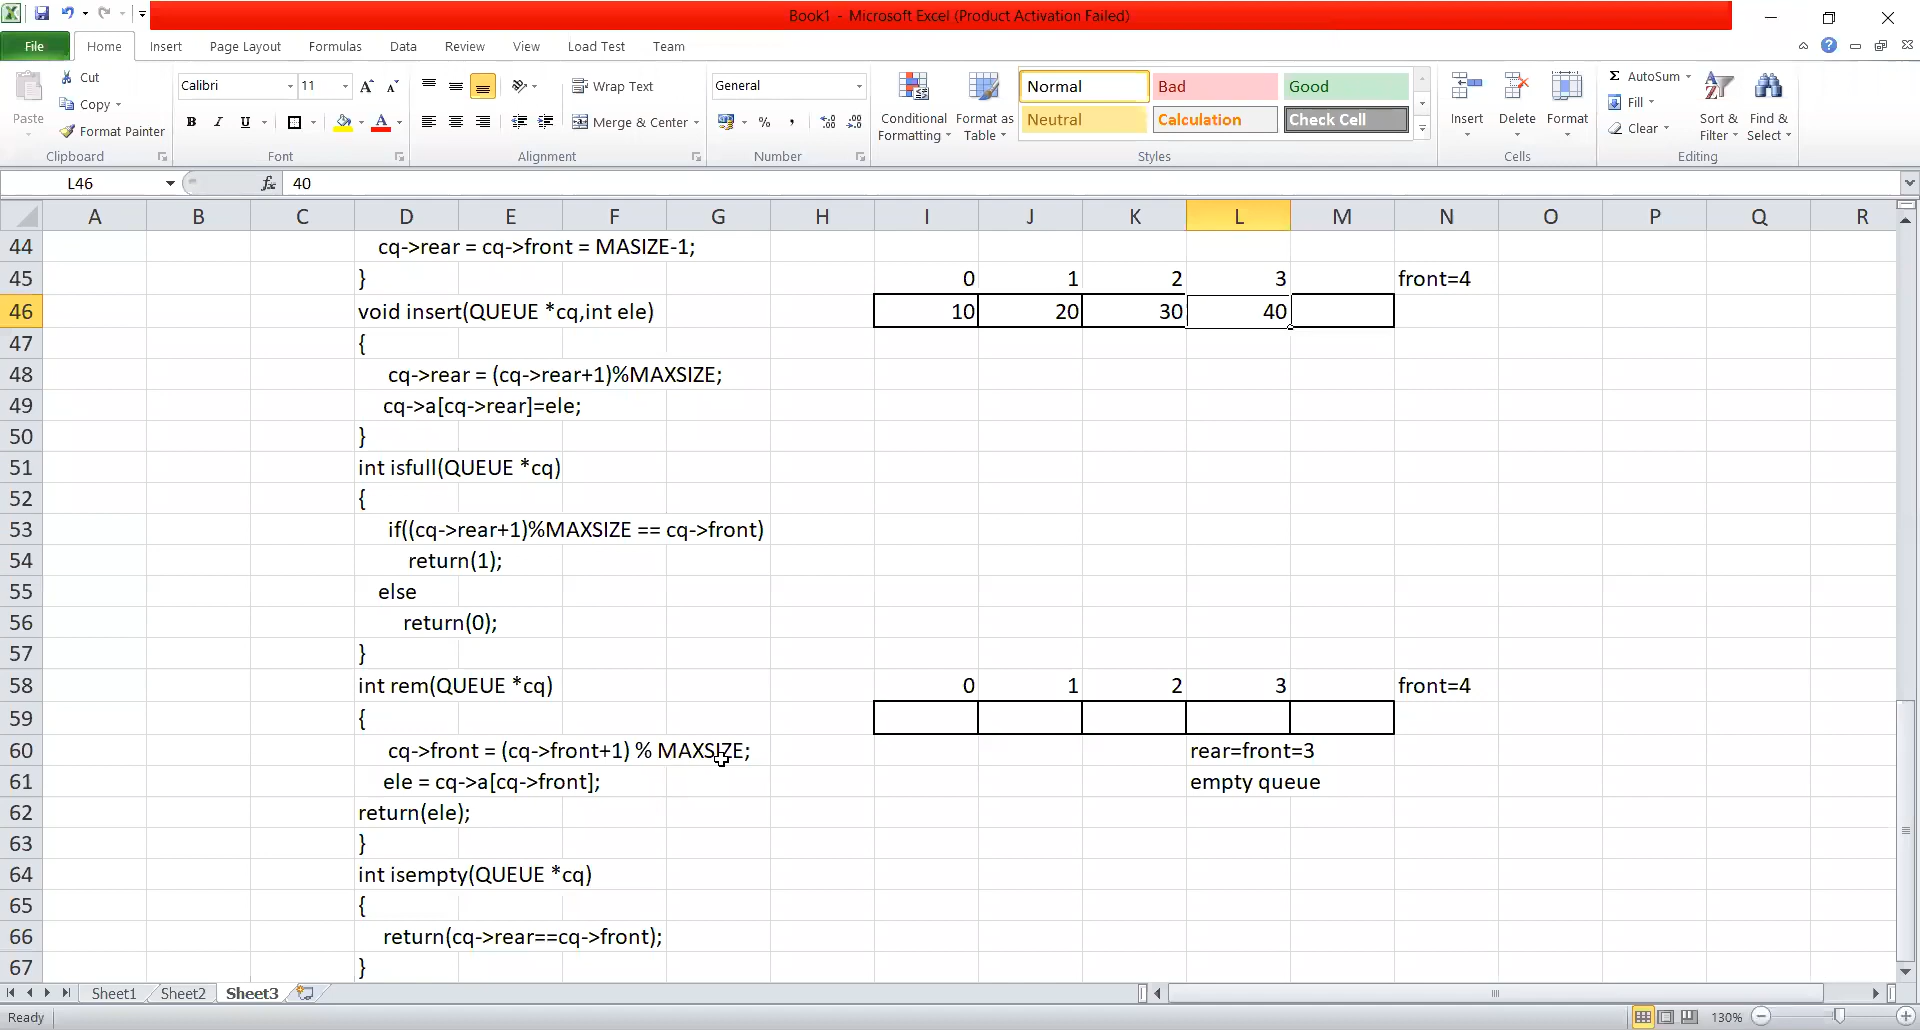 Book1 - Microsoft Excel (Product Activation Failed)
File Home Insert Page Layout Formulas Data Review View Load Test Team
Paste
Cut
Copy
Format Painter
Clipboard
Calibri 11
B I U A
Font
Wrap Text
Merge & Center
Alignment
General
% ,
Number
Conditional Formatting
Format as Table
Normal Bad Good
Neutral Calculation Check Cell
Styles
Insert Delete Format
Cells
Σ AutoSum
Fill
Clear
Sort & Filter
Find & Select
Editing
L46 fx 40
A B C D E F G H I J K L M N O P Q R
44 cq->rear = cq->front = MASIZE-1;
45 } 0 1 2 3 front=4
46 void insert(QUEUE *cq,int ele) 10 20 30 40
47 {
48 cq->rear = (cq->rear+1)%MAXSIZE;
49 cq->a[cq->rear]=ele;
50 }
51 int isfull(QUEUE *cq)
52 {
53 if((cq->rear+1)%MAXSIZE == cq->front)
54 return(1);
55 else
56 return(0);
57 }
58 int rem(QUEUE *cq) 0 1 2 3 front=4
59 {
60 cq->front = (cq->front+1) % MAXSIZE; rear=front=3
61 ele = cq->a[cq->front]; empty queue
62 return(ele);
63 }
64 int isempty(QUEUE *cq)
65 {
66 return(cq->rear==cq->front);
67 }
Sheet1 Sheet2 Sheet3
Ready 130%